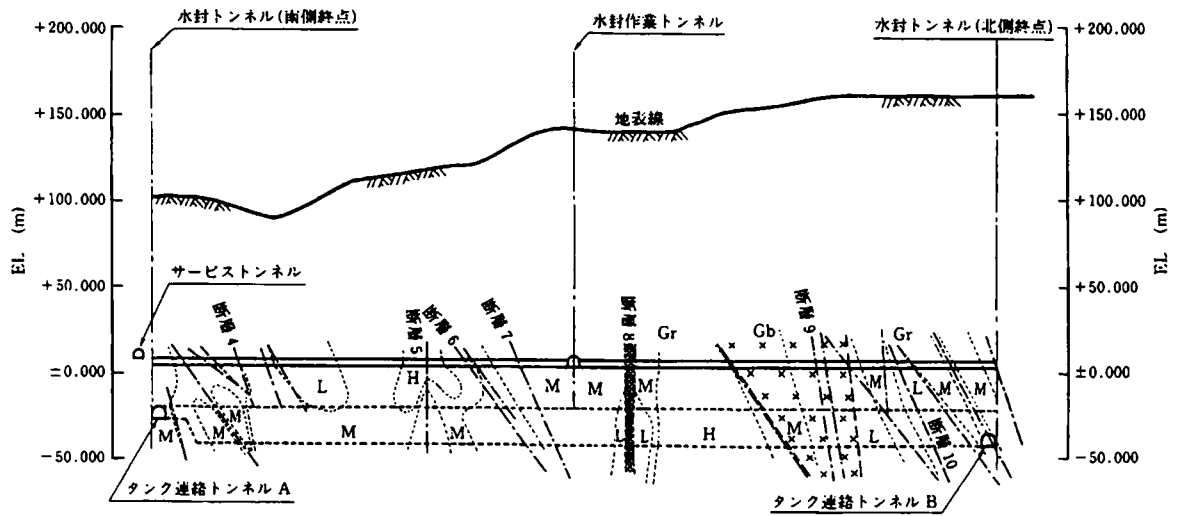 水封トンネル(南側終点)
水封作業トンネル
水封トンネル(北側終点)
+200.000
+200.000
+150.000
+150.000
地表線
+100.000
+100.000
EL (m)
EL (m)
サービストンネル
+50.000
+50.000
断層4
断層5
断層6
断層7
断層8
Gr
Gb
断層9
Gr
±0.000
±0.000
L
H
M
M
M
M
L
M
M
M
M
M
M
M
L
L
H
M
L
断層10
-50.000
-50.000
タンク連絡トンネルA
タンク連絡トンネルB